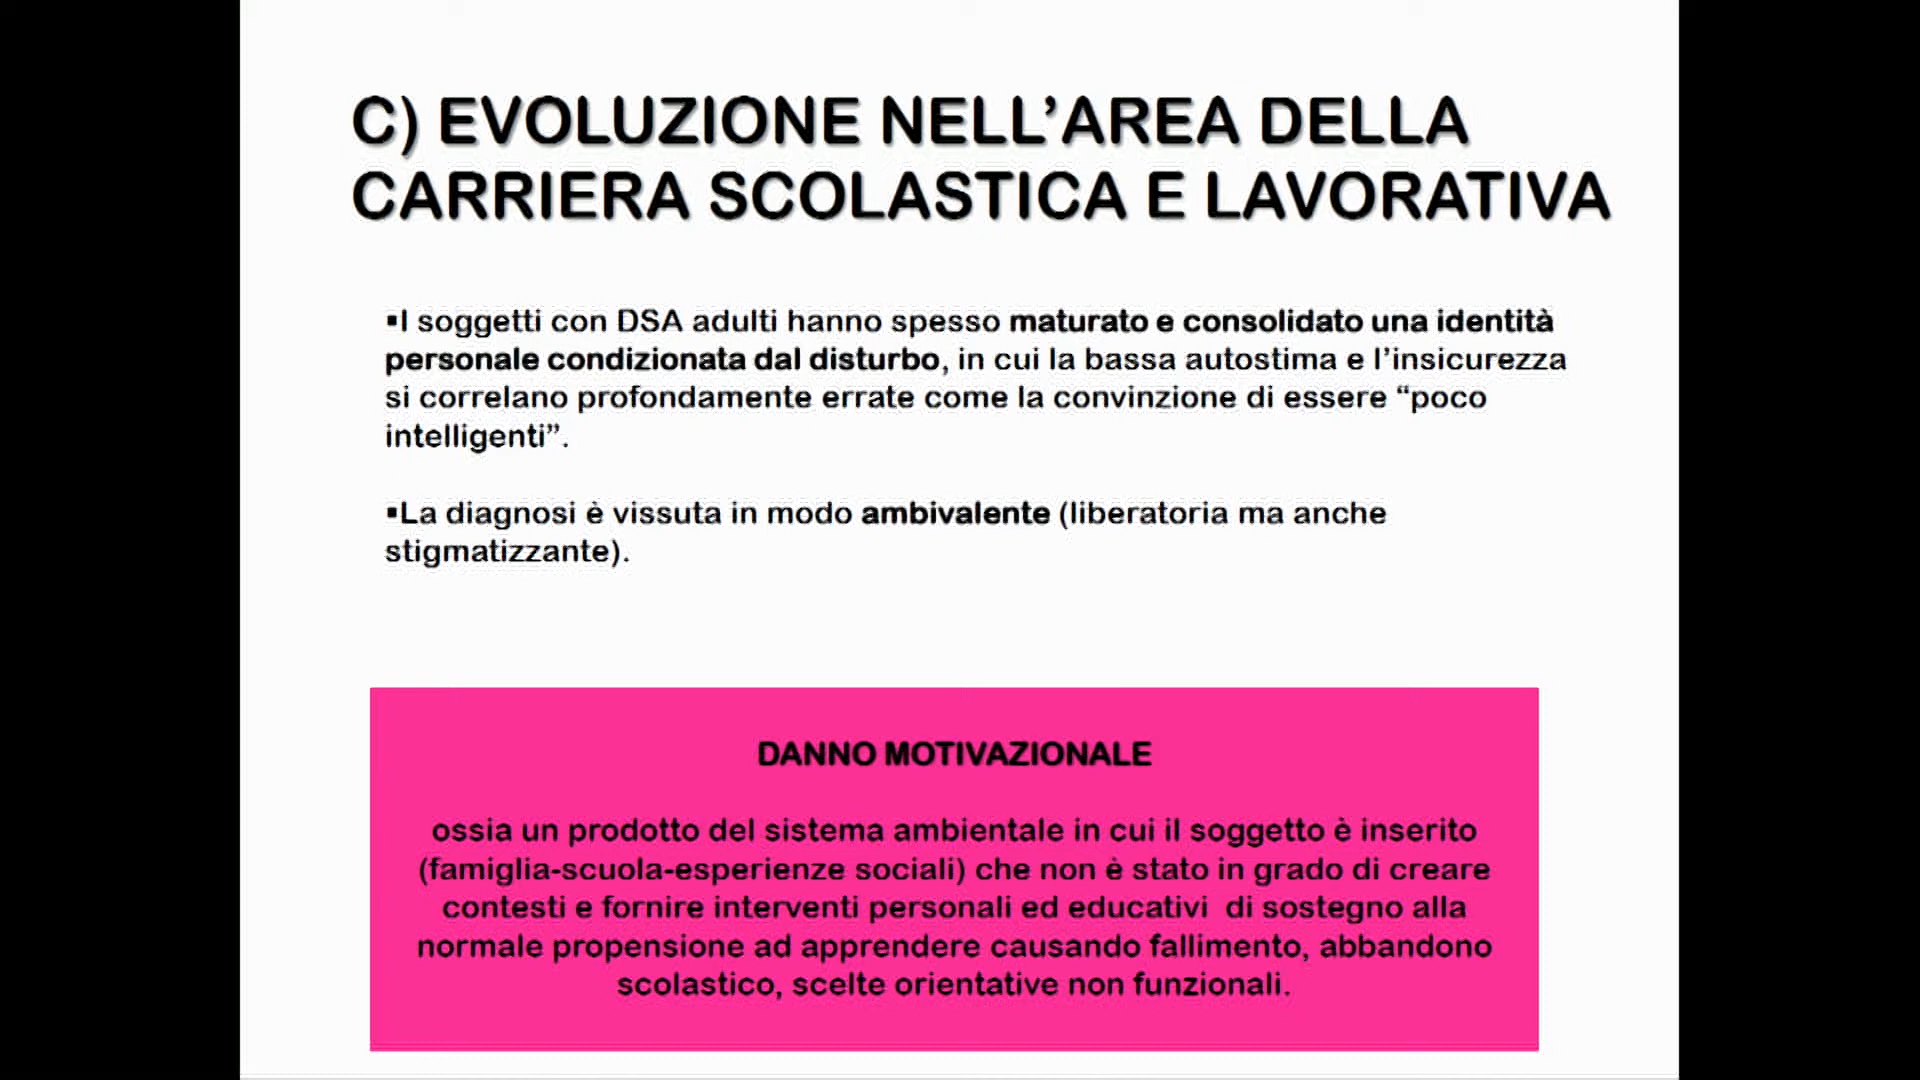 C) EVOLUZIONE NELL’AREA DELLA
CARRIERA SCOLASTICA E LAVORATIVA
▪I soggetti con DSA adulti hanno spesso maturato e consolidato una identità
personale condizionata dal disturbo, in cui la bassa autostima e l’insicurezza
si correlano profondamente errate come la convinzione di essere “poco
intelligenti”.
▪La diagnosi è vissuta in modo ambivalente (liberatoria ma anche
stigmatizzante).
DANNO MOTIVAZIONALE
ossia un prodotto del sistema ambientale in cui il soggetto è inserito
(famiglia-scuola-esperienze sociali) che non è stato in grado di creare
contesti e fornire interventi personali ed educativi  di sostegno alla
normale propensione ad apprendere causando fallimento, abbandono
scolastico, scelte orientative non funzionali.